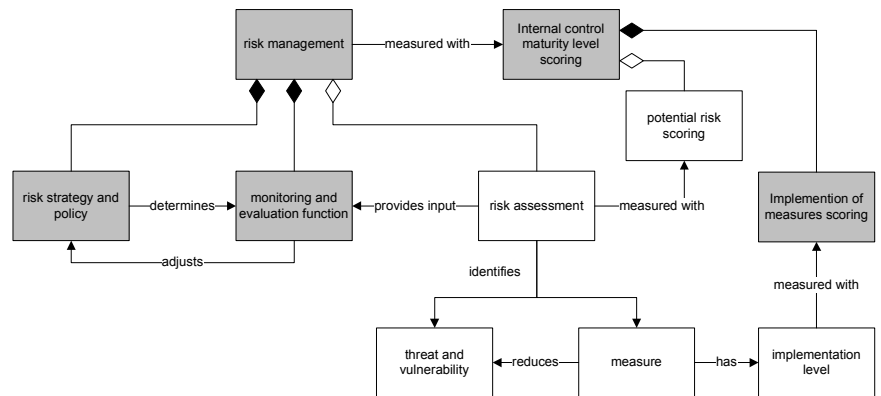 risk management
measured with
Internal control
maturity level
scoring
potential risk
scoring
risk strategy and
policy
determines
monitoring and
evaluation function
provides input
risk assessment
measured with
Implemention of
measures scoring
adjusts
identifies
measured with
threat and
vulnerability
reduces
measure
has
implementation
level